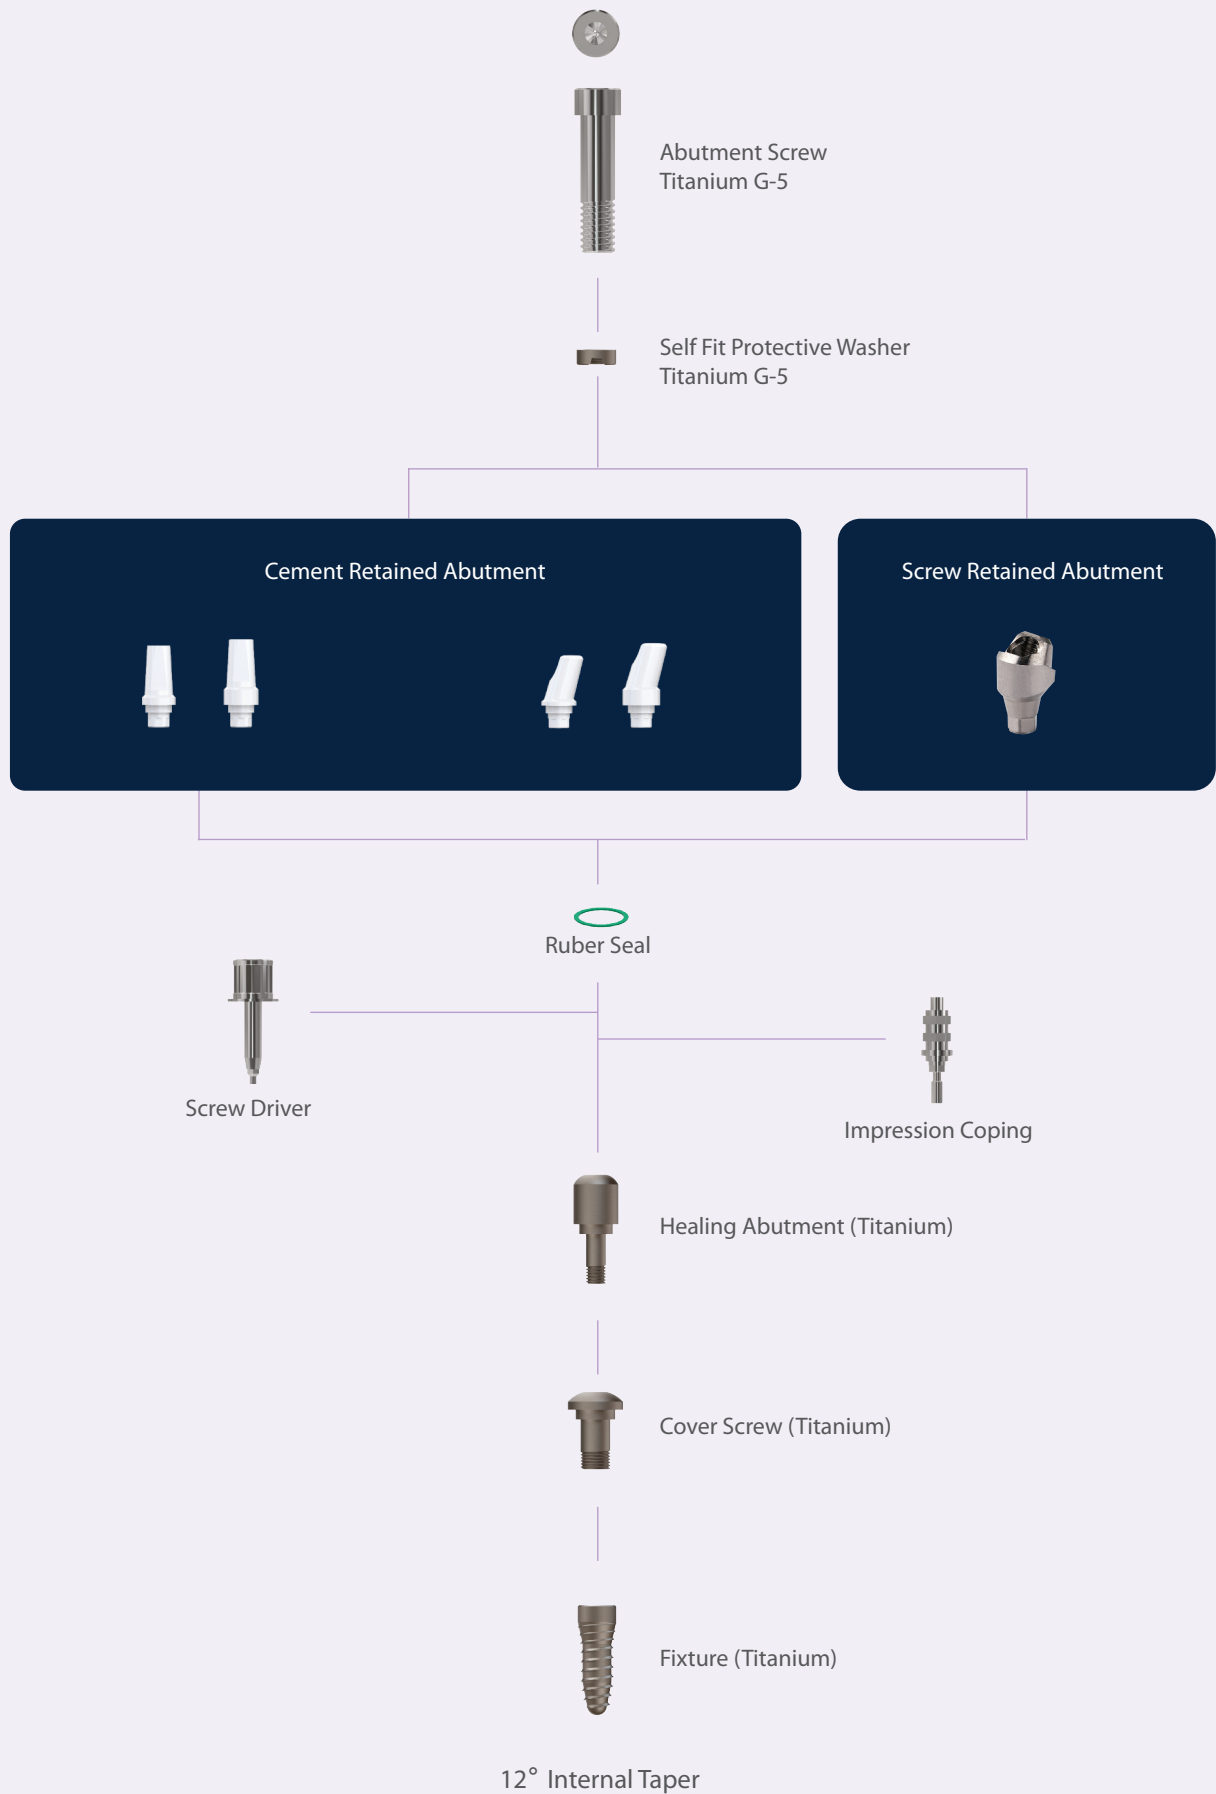 Abutment Screw
Titanium G-5
Self Fit Protective Washer
Titanium G-5
Cement Retained Abutment
Screw Retained Abutment
Ruber Seal
Screw Driver
Impression Coping
Healing Abutment (Titanium)
Cover Screw (Titanium)
Fixture (Titanium)
12° Internal Taper